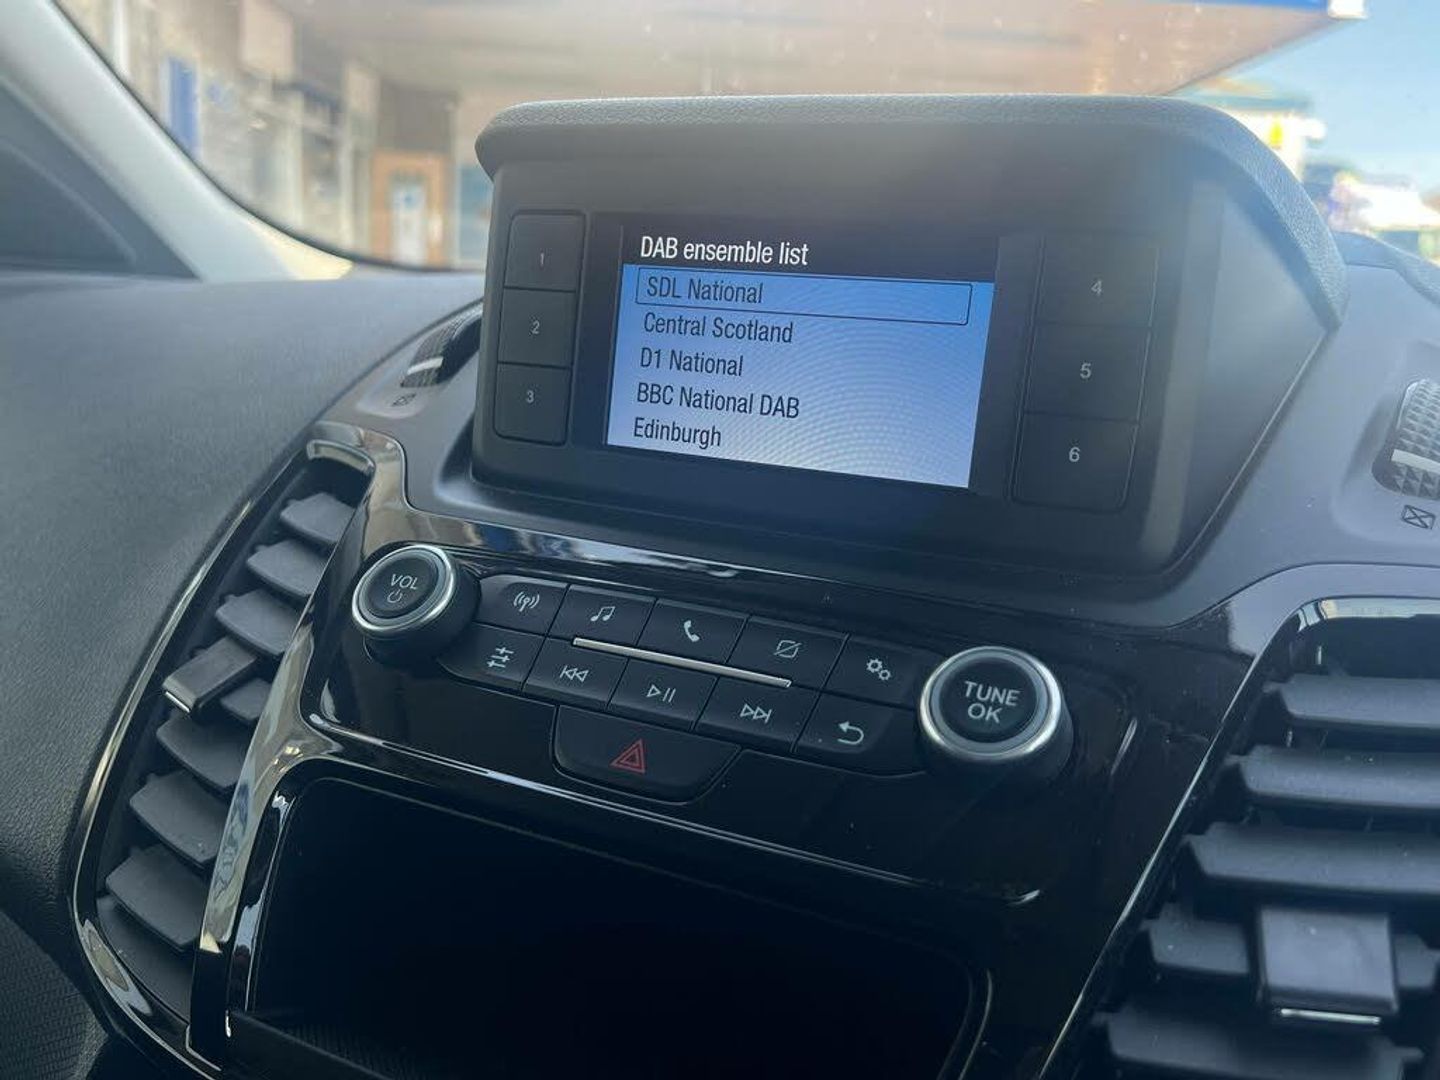 DAB ensemble list
SDL National
Central Scotland
D1 National
BBC National DAB
Edinburgh
1
2
3
4
5
6
VOL
TUNE
OK